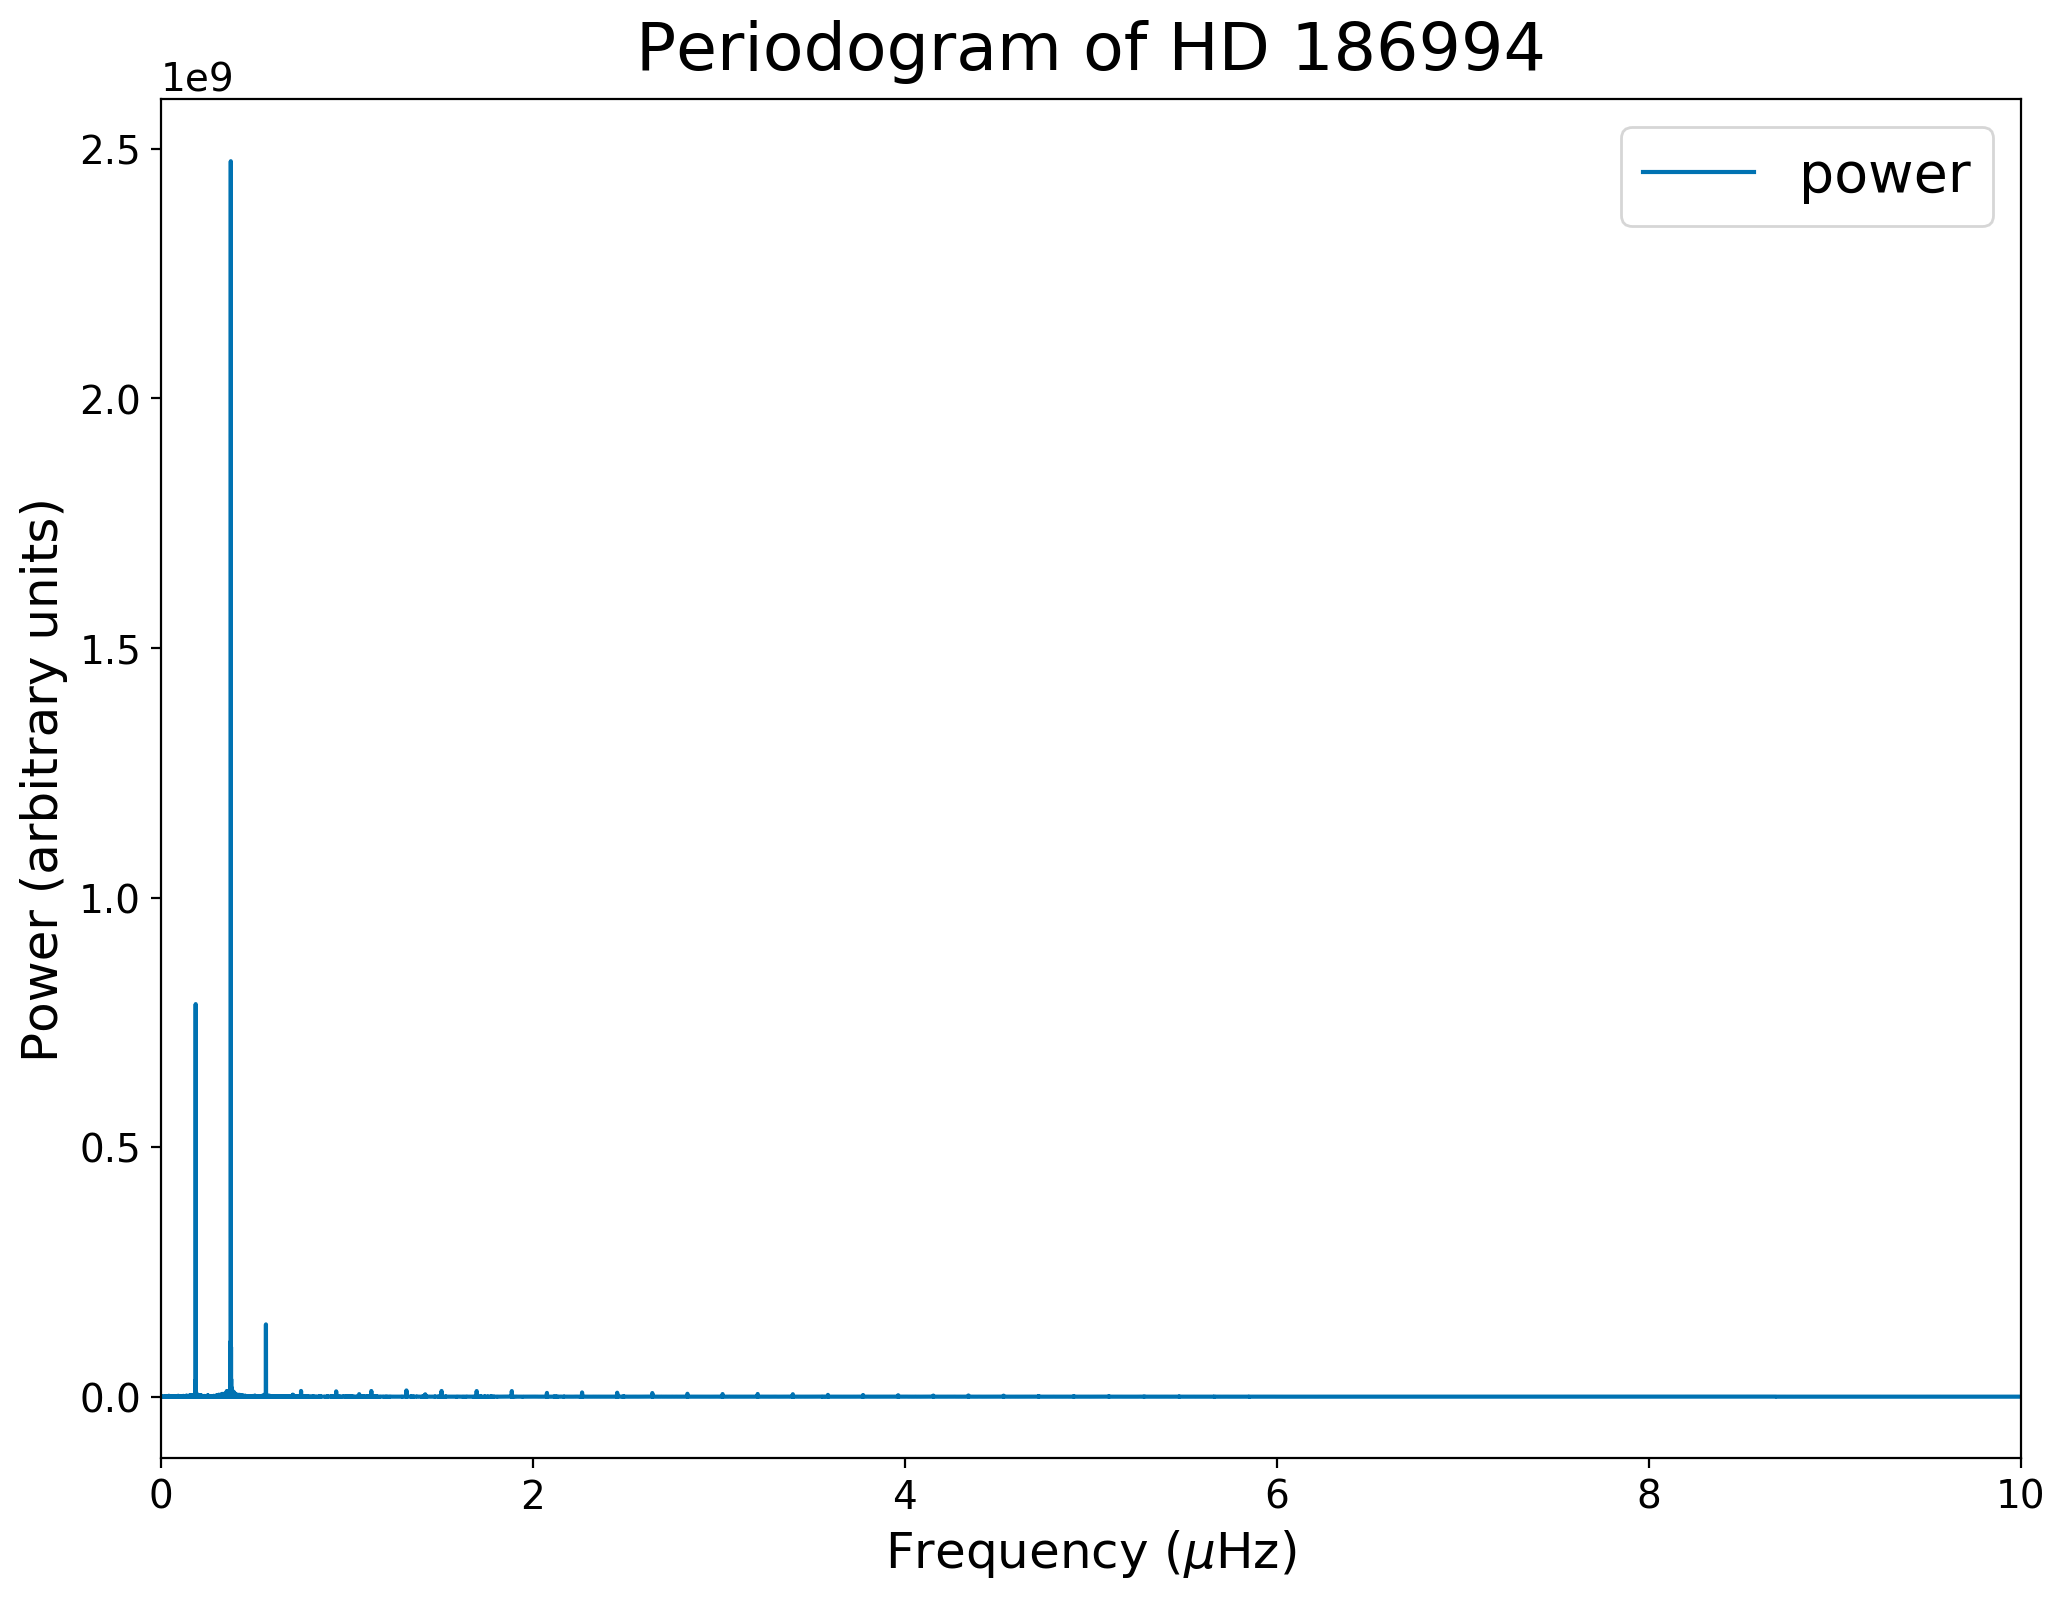 Periodogram of HD 186994
1e9
power
2.5
2.0
1.5
1.0
0.5
0.0
Power (arbitrary units)
0 2 4 6 8 10
Frequency (μHz)